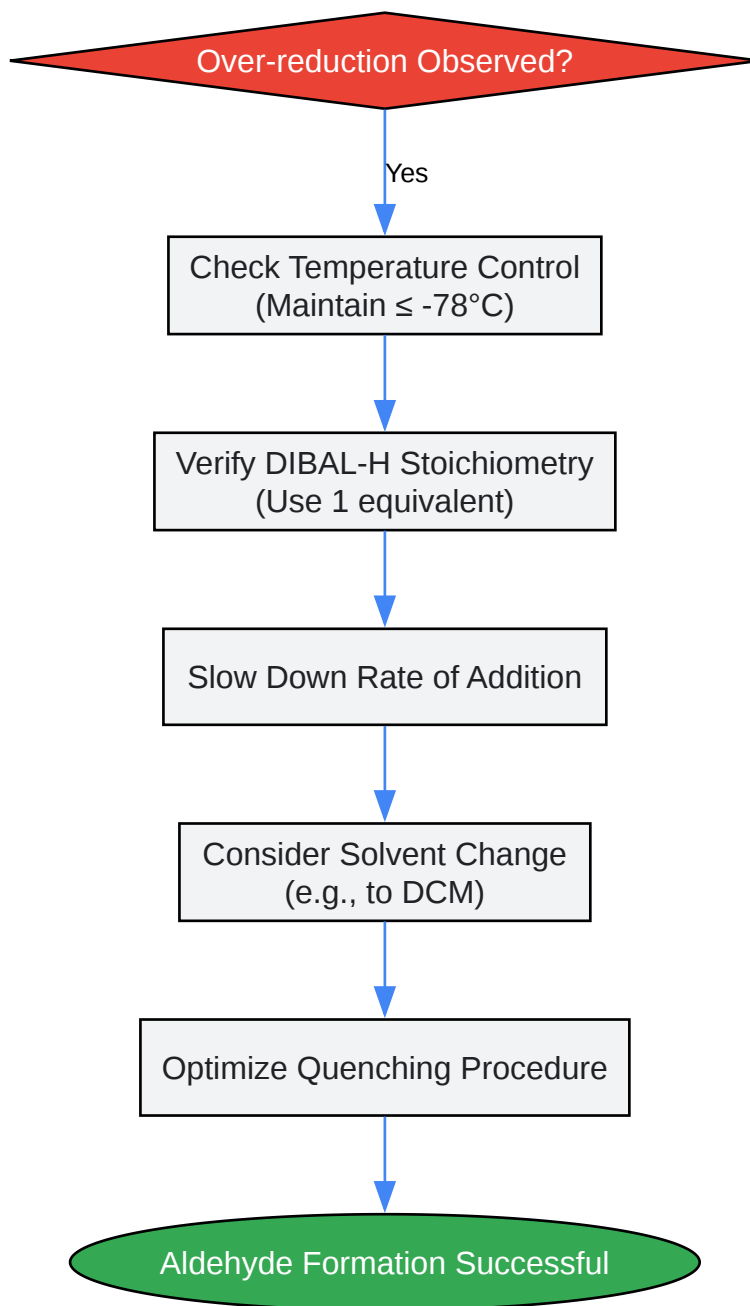 Over-reduction Observed?
Yes
Check Temperature Control
(Maintain ≤ -78°C)
Verify DIBAL-H Stoichiometry
(Use 1 equivalent)
Slow Down Rate of Addition
Consider Solvent Change
(e.g., to DCM)
Optimize Quenching Procedure
Aldehyde Formation Successful